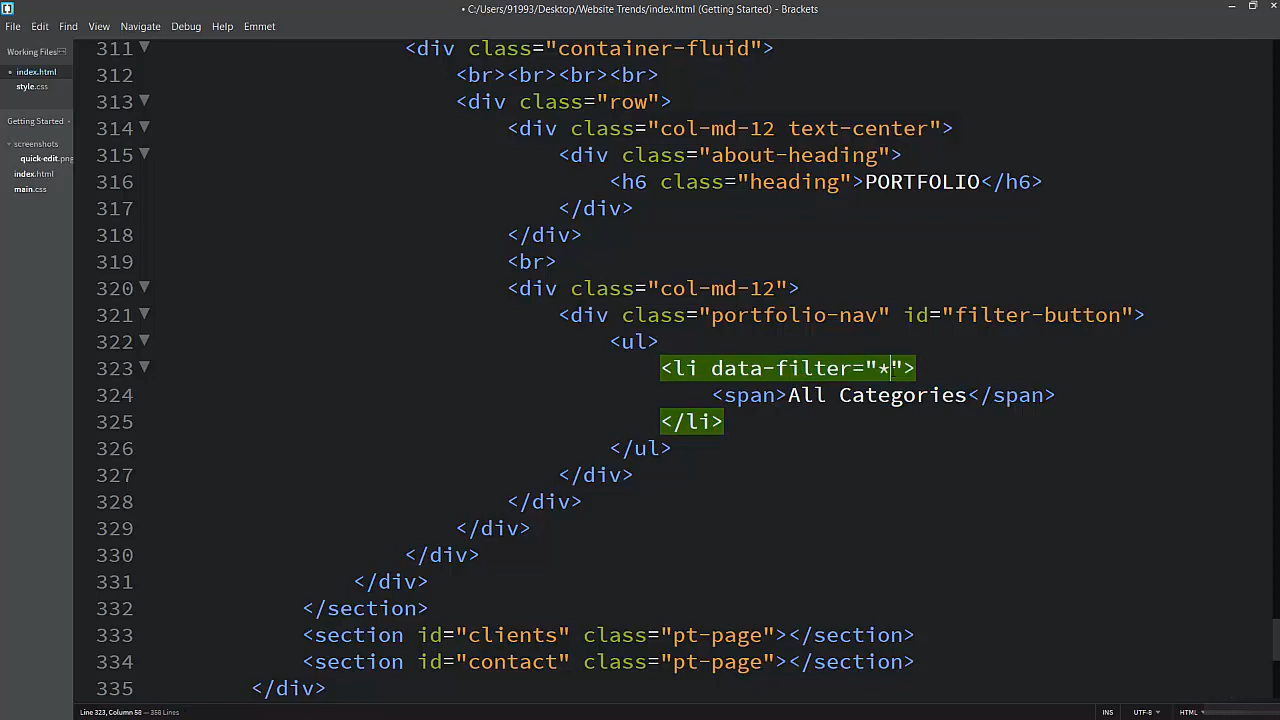 • C:/Users/91993/Desktop/Website Trends/index.html (Getting Started) - Brackets
File Edit Find View Navigate Debug Help Emmet
Working Files
• index.html
style.css
Getting Started
screenshots
quick-edit.png
index.html
main.css
311 <div class="container-fluid">
312 <br><br><br><br>
313 <div class="row">
314 <div class="col-md-12 text-center">
315 <div class="about-heading">
316 <h6 class="heading">PORTFOLIO</h6>
317 </div>
318 </div>
319 <br>
320 <div class="col-md-12">
321 <div class="portfolio-nav" id="filter-button">
322 <ul>
323 <li data-filter="*">
324 <span>All Categories</span>
325 </li>
326 </ul>
327 </div>
328 </div>
329 </div>
330 </div>
331 </div>
332 </section>
333 <section id="clients" class="pt-page"></section>
334 <section id="contact" class="pt-page"></section>
335 </div>
Line 323, Column 58 — 358 Lines
INS UTF-8 HTML